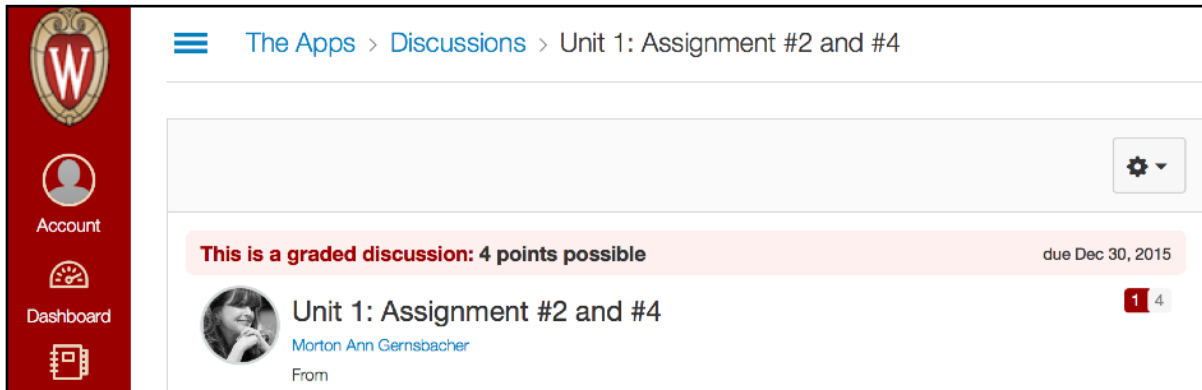 W
The Apps > Discussions > Unit 1: Assignment #2 and #4
Account
This is a graded discussion: 4 points possible due Dec 30, 2015
Dashboard
Unit 1: Assignment #2 and #4
1 4
Morton Ann Gernsbacher
From